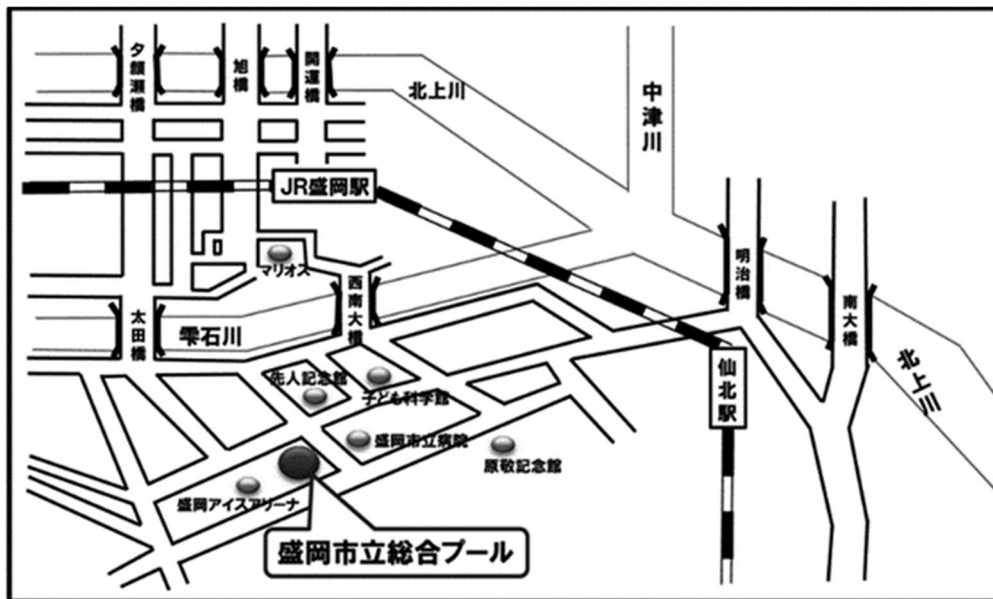 夕顔瀬橋
旭橋
開運橋
北上川
中津川
JR盛岡駅
マリオス
西南大橋
明治橋
南大橋
太田橋
雫石川
北上川
仙北駅
先人記念館
子ども科学館
盛岡市立病院
原敬記念館
盛岡アイスアリーナ
盛岡市立総合プール